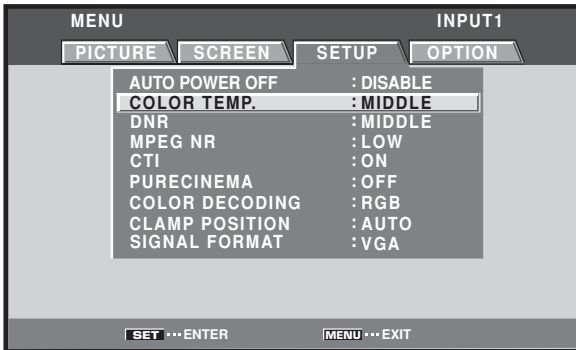 MENU INPUT1
PICTURE SCREEN SETUP OPTION
AUTO POWER OFF : DISABLE
COLOR TEMP. : MIDDLE
DNR : MIDDLE
MPEG NR : LOW
CTI : ON
PURECINEMA : OFF
COLOR DECODING : RGB
CLAMP POSITION : AUTO
SIGNAL FORMAT : VGA
SET ··· ENTER MENU ··· EXIT